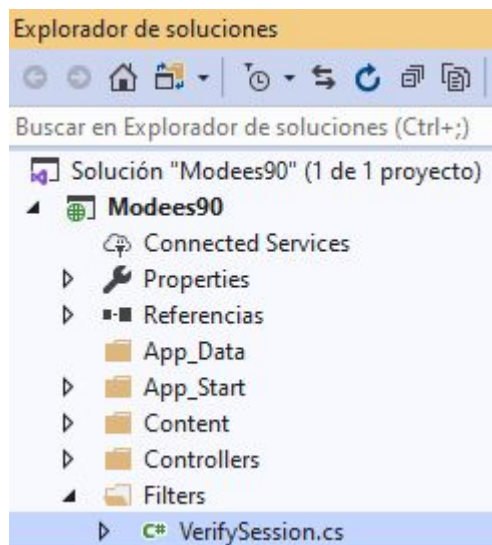 Explorador de soluciones
Buscar en Explorador de soluciones (Ctrl+;)
Solución "Modees90" (1 de 1 proyecto)
Modees90
Connected Services
Properties
Referencias
App_Data
App_Start
Content
Controllers
Filters
C# VerifySession.cs